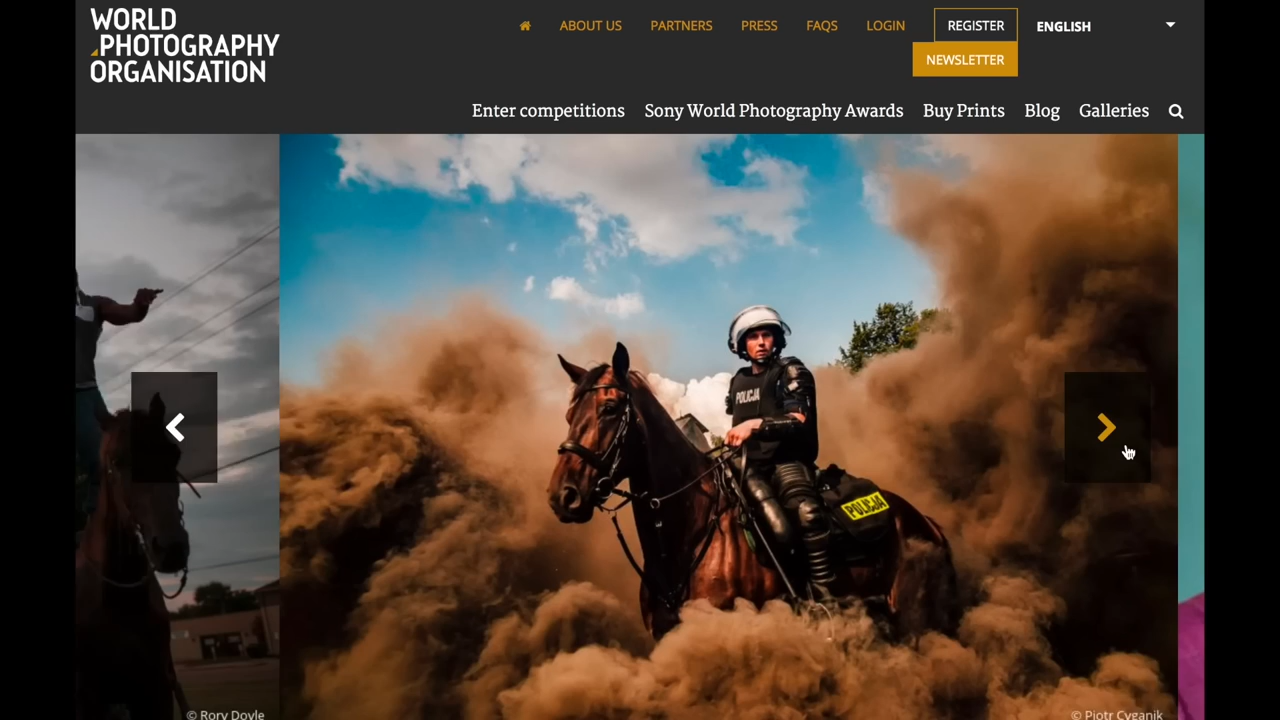 WORLD
PHOTOGRAPHY
ORGANISATION
ABOUT US
PARTNERS
PRESS
FAQS
LOGIN
REGISTER
ENGLISH
NEWSLETTER
Enter competitions
Sony World Photography Awards
Buy Prints
Blog
Galleries
POLICJA
POLICJA
© Rory Doyle
© Piotr Cyganik